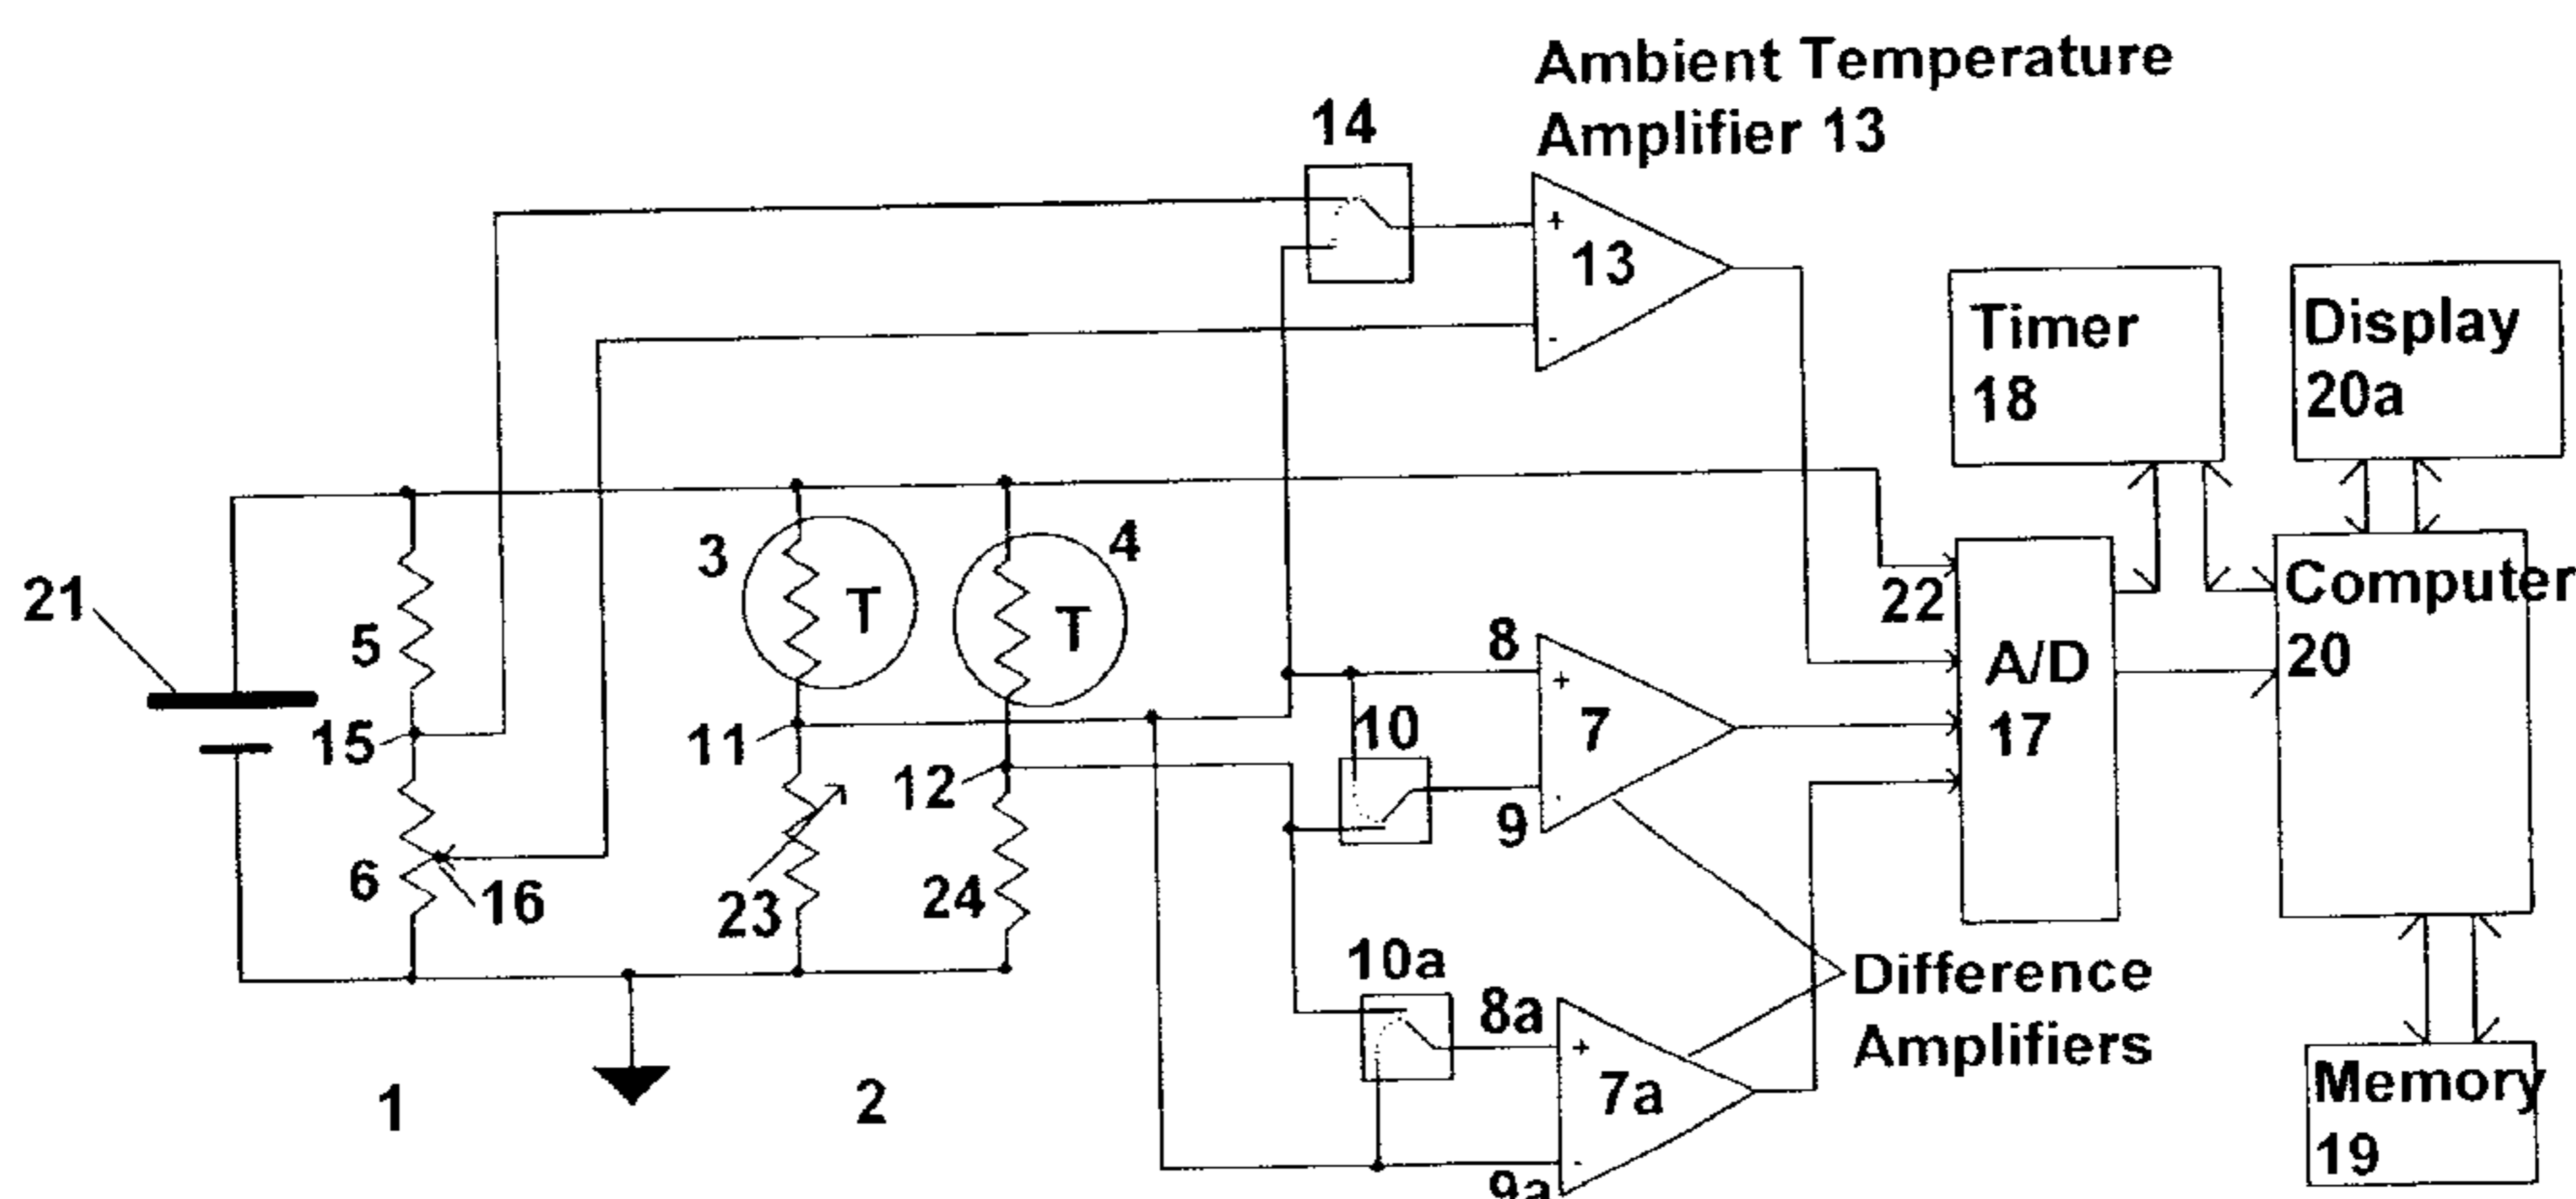 Ambient Temperature
Amplifier 13
14
+
13
-
Timer
18
Display
20a
3
T
4
T
21
5
22
Computer
20
8
+
A/D
17
15
11
10
7
12
9
-
6
16
23
24
10a
8a
Difference
Amplifiers
+
7a
1
2
Memory
19
-
9a